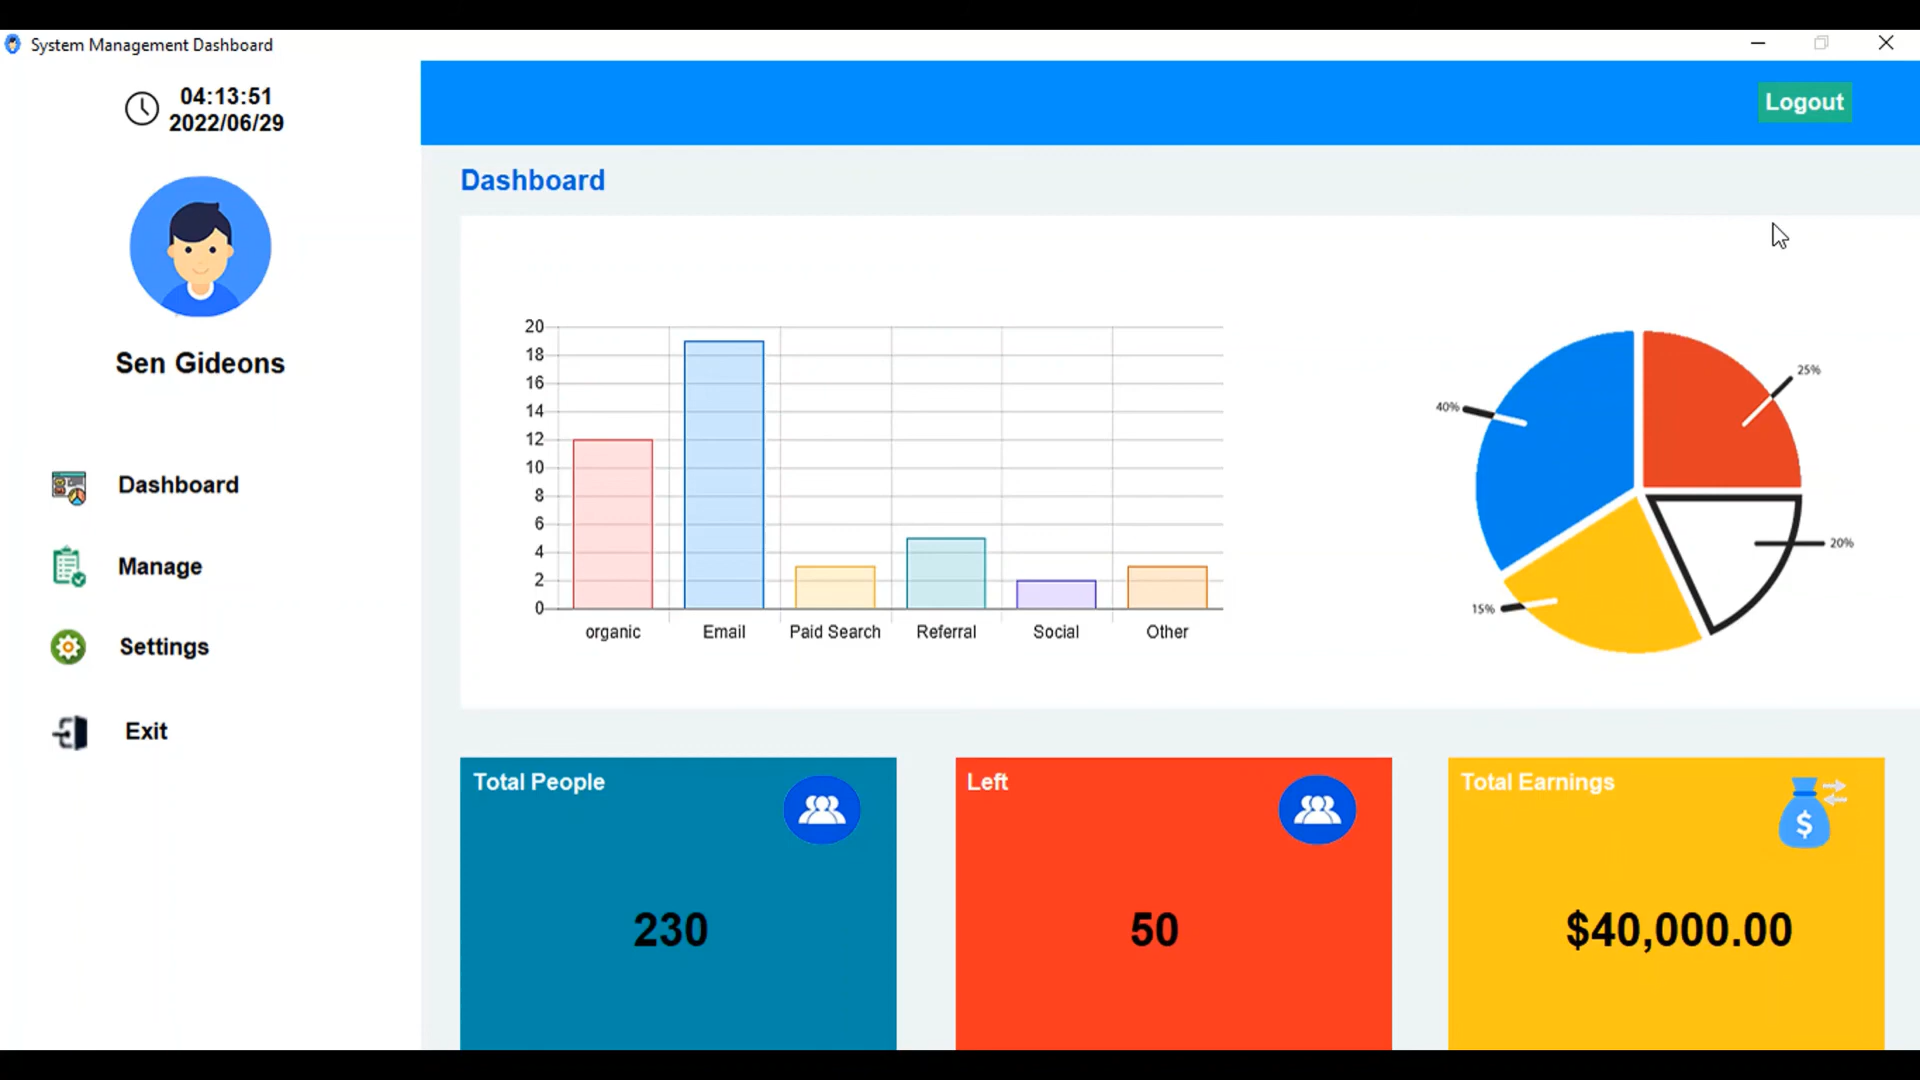 System Management Dashboard
04:13:51
2022/06/29
Logout
Dashboard
Sen Gideons
Dashboard
Manage
Settings
Exit
20
18
16
14
12
10
8
6
4
2
0
organic Email Paid Search Referral Social Other
25%
40%
20%
15%
Total People
230
Left
50
Total Earnings
$
$40,000.00